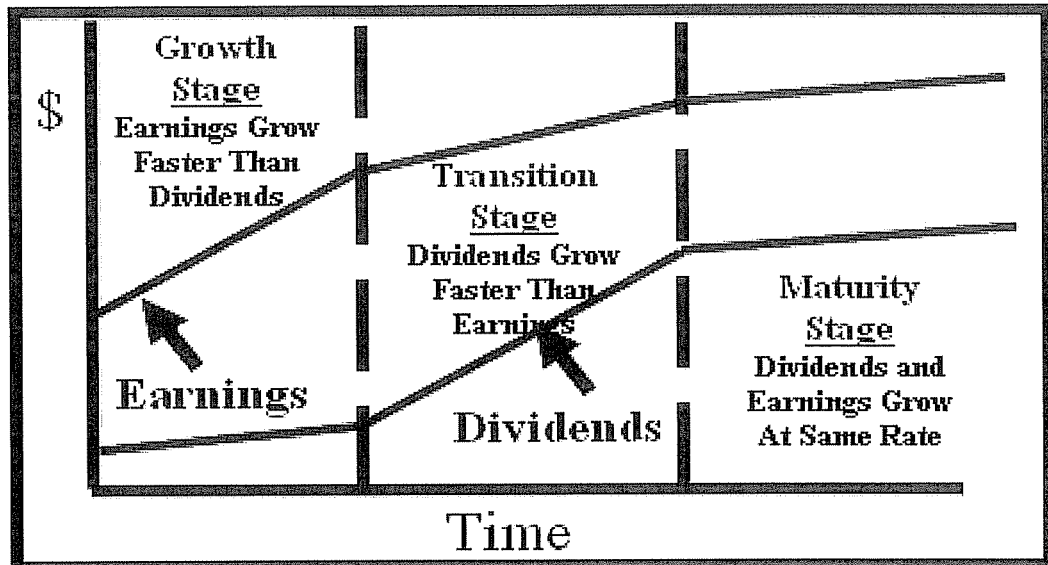 $
Growth
Stage
Earnings Grow
Faster Than
Dividends
Earnings
Transition
Stage
Dividends Grow
Faster Than
Earnings
Dividends
Maturity
Stage
Dividends and
Earnings Grow
At Same Rate
Time